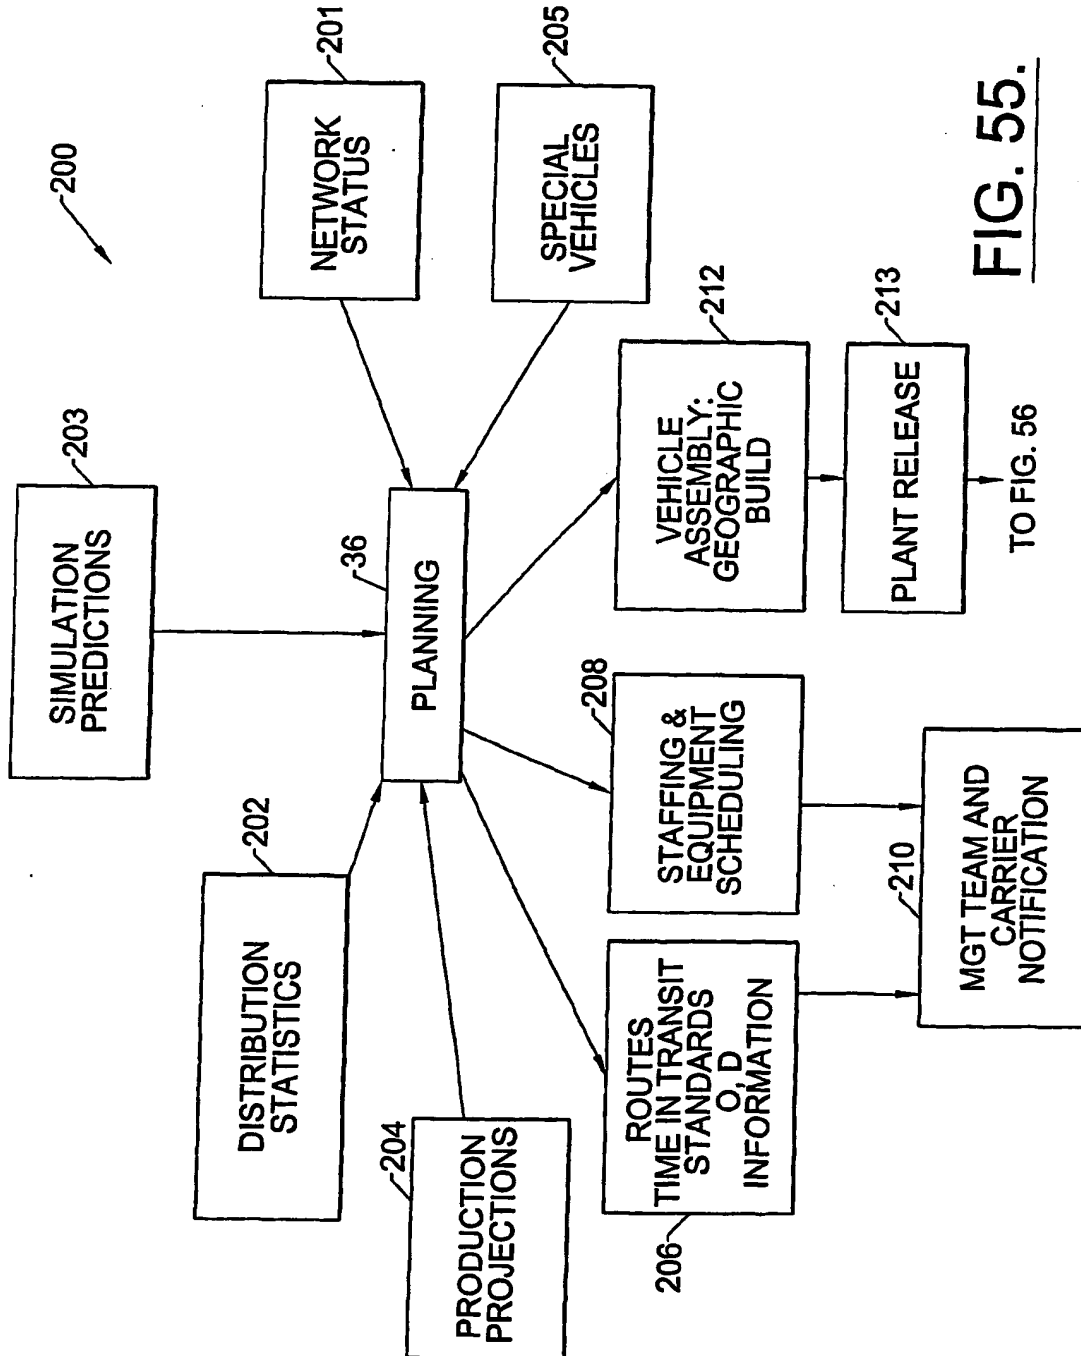 200
203
SIMULATION
PREDICTIONS
202
DISTRIBUTION
STATISTICS
204
PRODUCTION
PROJECTIONS
201
NETWORK
STATUS
205
SPECIAL
VEHICLES
36
PLANNING
206
ROUTES
TIME IN TRANSIT
STANDARDS
O, D
INFORMATION
208
STAFFING &
EQUIPMENT
SCHEDULING
210
MGT TEAM AND
CARRIER
NOTIFICATION
212
VEHICLE
ASSEMBLY:
GEOGRAPHIC
BUILD
213
PLANT RELEASE
TO FIG. 56
FIG. 55.